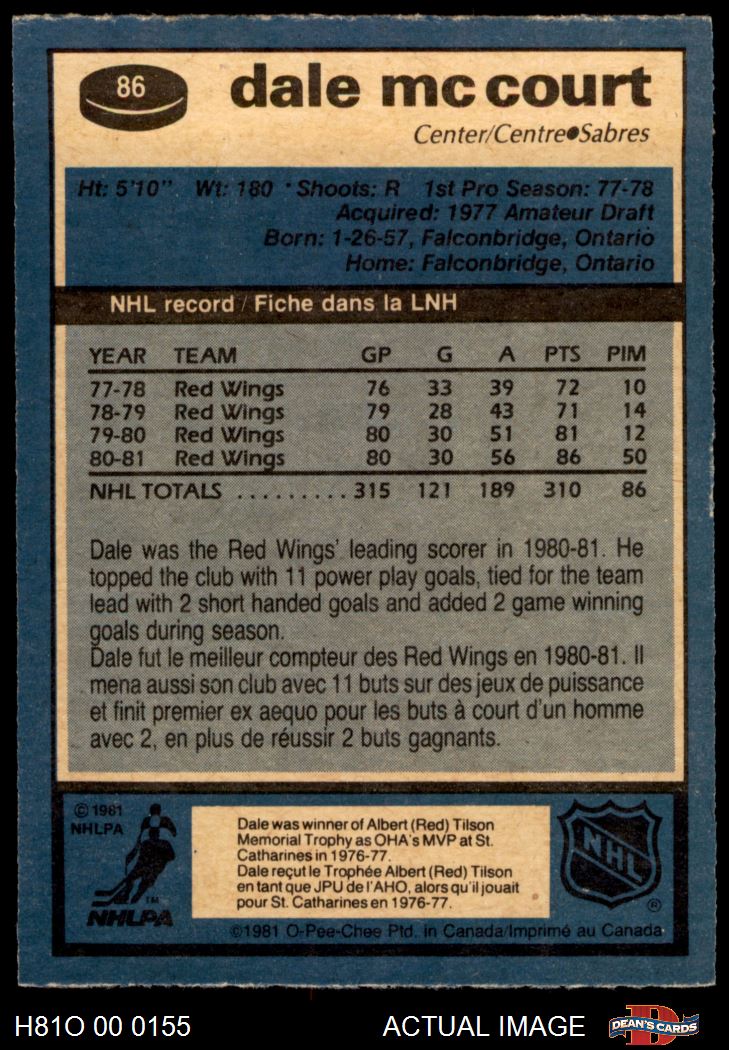 86
dale mc court
Center/Centre●Sabres
Ht: 5'10" Wt: 180 · Shoots: R 1st Pro Season: 77-78
Acquired: 1977 Amateur Draft
Born: 1-26-57, Falconbridge, Ontario
Home: Falconbridge, Ontario
NHL record / Fiche dans la LNH
YEAR TEAM GP G A PTS PIM
77-78 Red Wings 76 33 39 72 10
78-79 Red Wings 79 28 43 71 14
79-80 Red Wings 80 30 51 81 12
80-81 Red Wings 80 30 56 86 50
NHL TOTALS .......... 315 121 189 310 86
Dale was the Red Wings' leading scorer in 1980-81. He
topped the club with 11 power play goals, tied for the team
lead with 2 short handed goals and added 2 game winning
goals during season.
Dale fut le meilleur compteur des Red Wings en 1980-81. Il
mena aussi son club avec 11 buts sur des jeux de puissance
et finit premier ex aequo pour les buts à court d'un homme
avec 2, en plus de réussir 2 buts gagnants.
© 1981
NHLPA
TM
NHLPA
Dale was winner of Albert (Red) Tilson
Memorial Trophy as OHA's MVP at St.
Catharines in 1976-77.
Dale reçut le Trophée Albert (Red) Tilson
en tant que JPU de l'AHO, alors qu'il jouait
pour St. Catharines en 1976-77.
NHL
®
©1981 O-Pee-Chee Ptd. in Canada/Imprimé au Canada
H81O 00 0155
ACTUAL IMAGE
DEAN'S CARDS